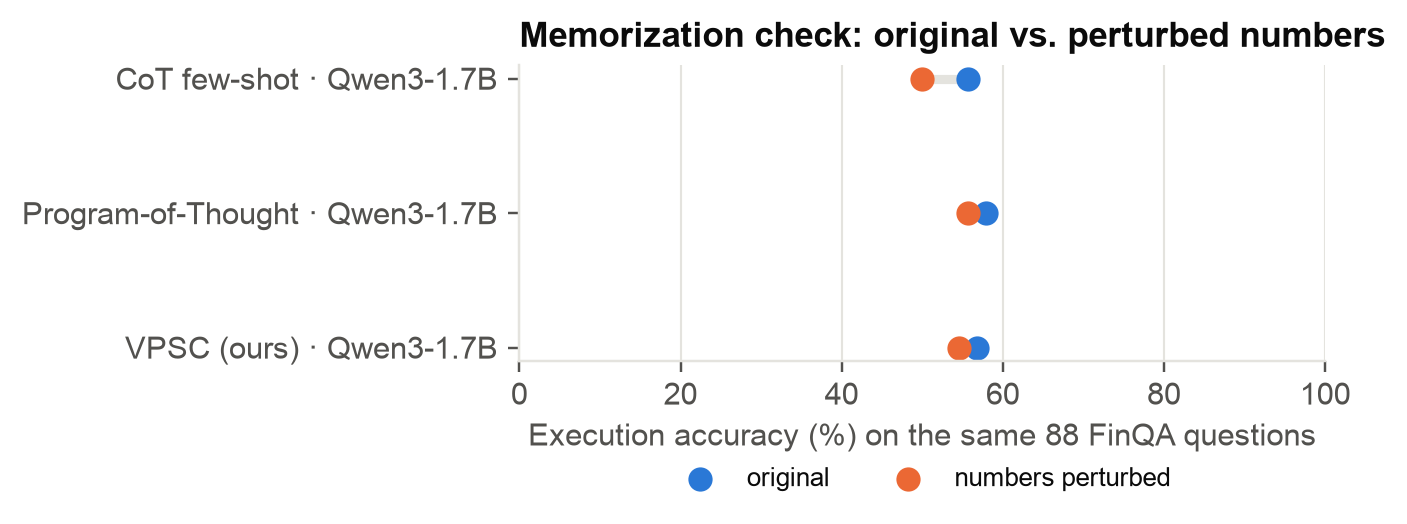 Memorization check: original vs. perturbed numbers
CoT few-shot · Qwen3-1.7B
Program-of-Thought · Qwen3-1.7B
VPSC (ours) · Qwen3-1.7B
0 20 40 60 80 100
Execution accuracy (%) on the same 88 FinQA questions
original numbers perturbed